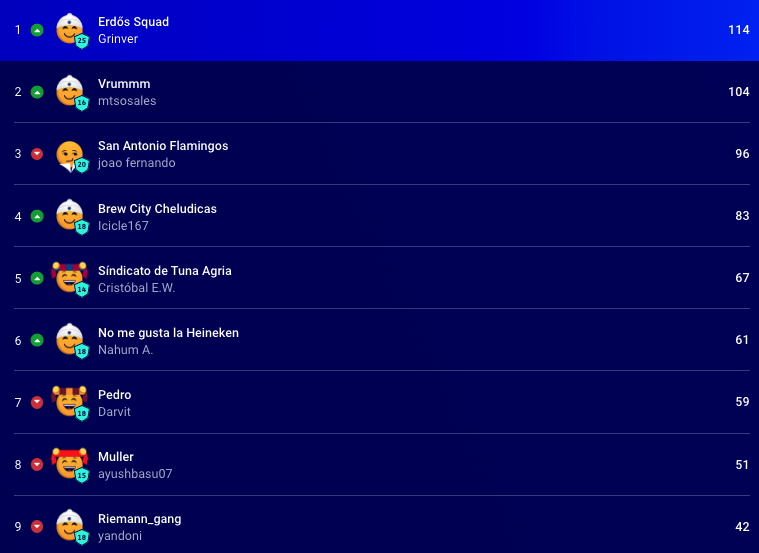 1
25
Erdős Squad
Grinver
114
2
16
Vrummm
mtsosales
104
3
20
San Antonio Flamingos
joao fernando
96
4
18
Brew City Cheludicas
Icicle167
83
5
14
Síndicato de Tuna Agria
Cristóbal E.W.
67
6
18
No me gusta la Heineken
Nahum A.
61
7
18
Pedro
Darvit
59
8
15
Muller
ayushbasu07
51
9
18
Riemann_gang
yandoni
42